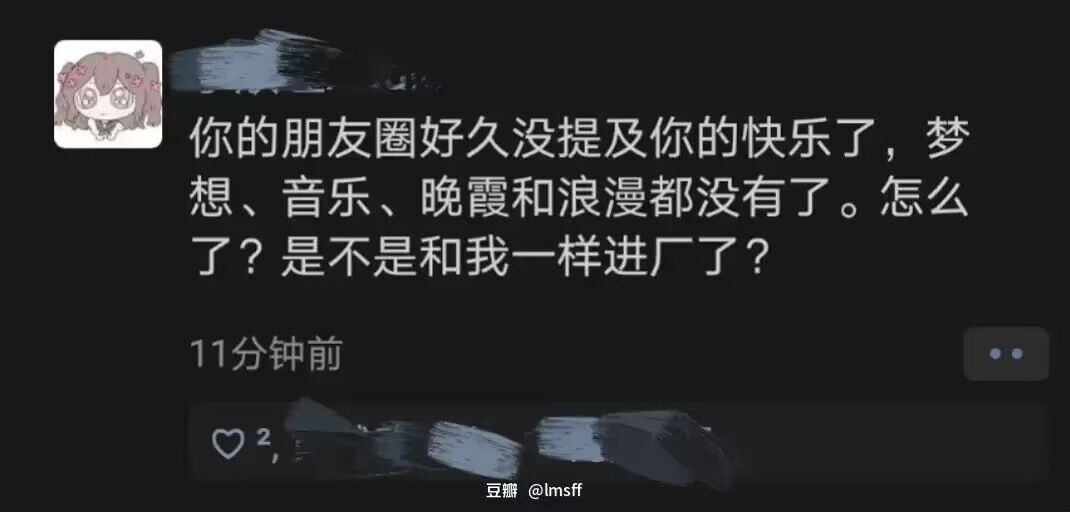 你的朋友圈好久没提及你的快乐了，梦
想、音乐、晚霞和浪漫都没有了。怎么
了？是不是和我一样进厂了？
11分钟前
2,
豆瓣 @lmsff